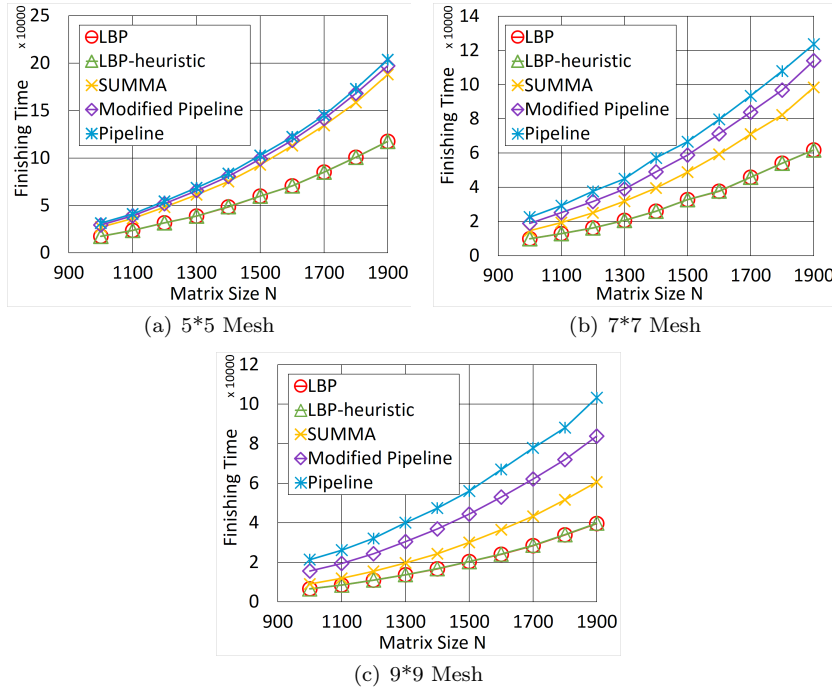 x 10000
25
20
15
10
5
0
Finishing Time
LBP
LBP-heuristic
SUMMA
Modified Pipeline
Pipeline
900 1100 1300 1500 1700 1900
Matrix Size N
(a) 5*5 Mesh
x 10000
14
12
10
8
6
4
2
0
Finishing Time
LBP
LBP-heuristic
SUMMA
Modified Pipeline
Pipeline
900 1100 1300 1500 1700 1900
Matrix Size N
(b) 7*7 Mesh
x 10000
12
10
8
6
4
2
0
Finishing Time
LBP
LBP-heuristic
SUMMA
Modified Pipeline
Pipeline
900 1100 1300 1500 1700 1900
Matrix Size N
(c) 9*9 Mesh